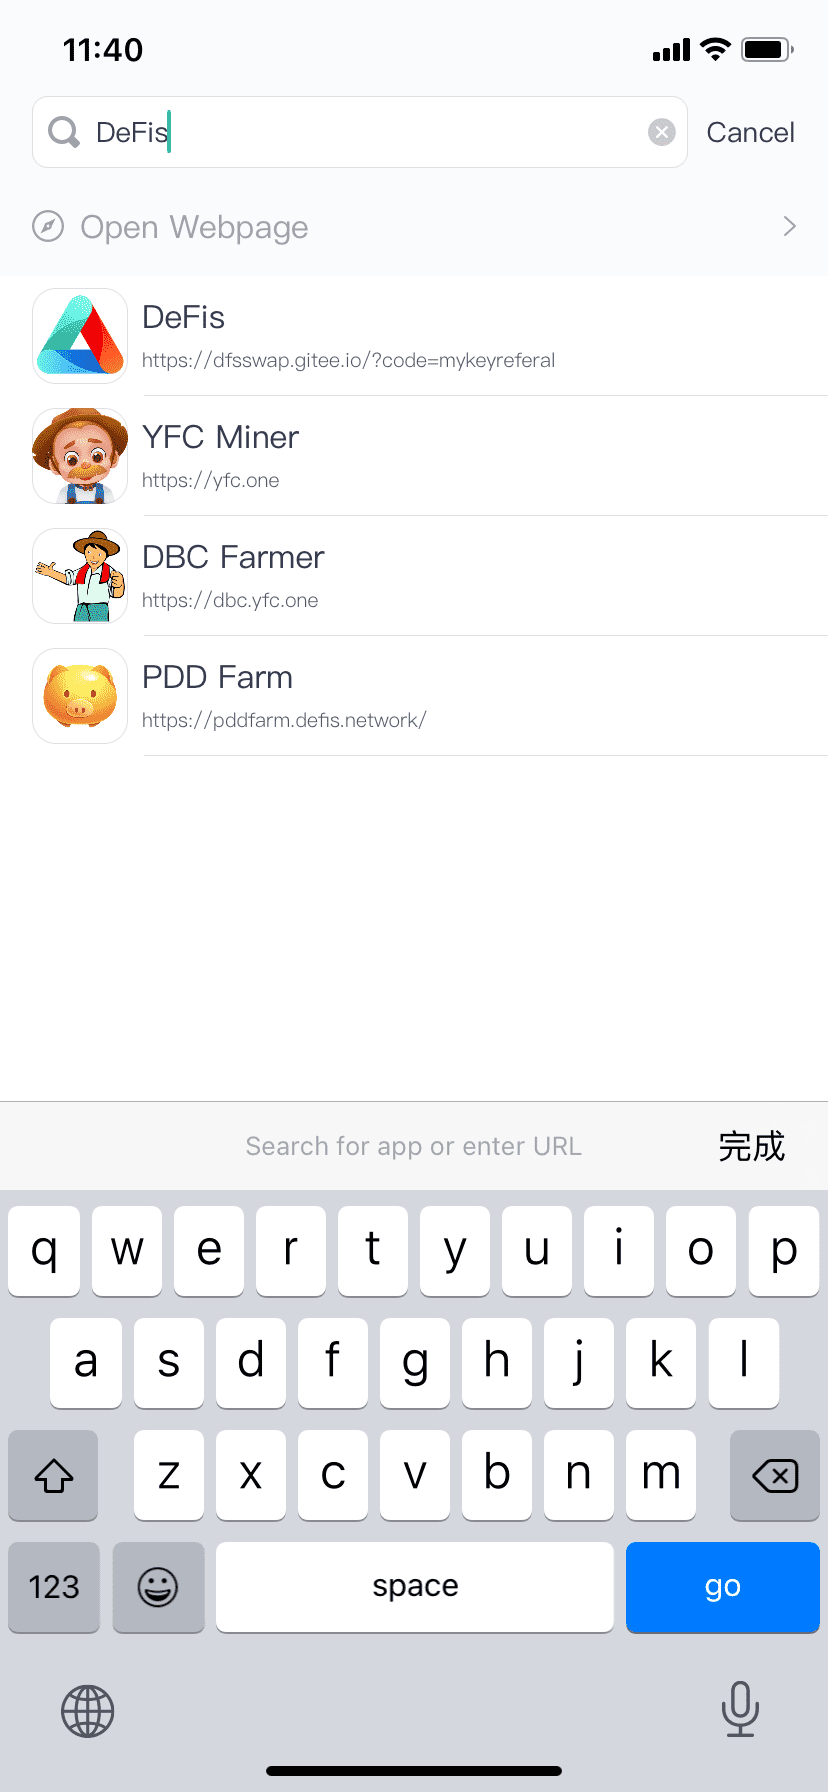 11:40
DeFis
Cancel
Open Webpage
DeFis
https://dfsswap.gitee.io/?code=mykeyreferal
YFC Miner
https://yfc.one
DBC Farmer
https://dbc.yfc.one
PDD Farm
https://pddfarm.defis.network/
Search for app or enter URL 完成
q w e r t y u i o p
a s d f g h j k l
z x c v b n m
123 space go